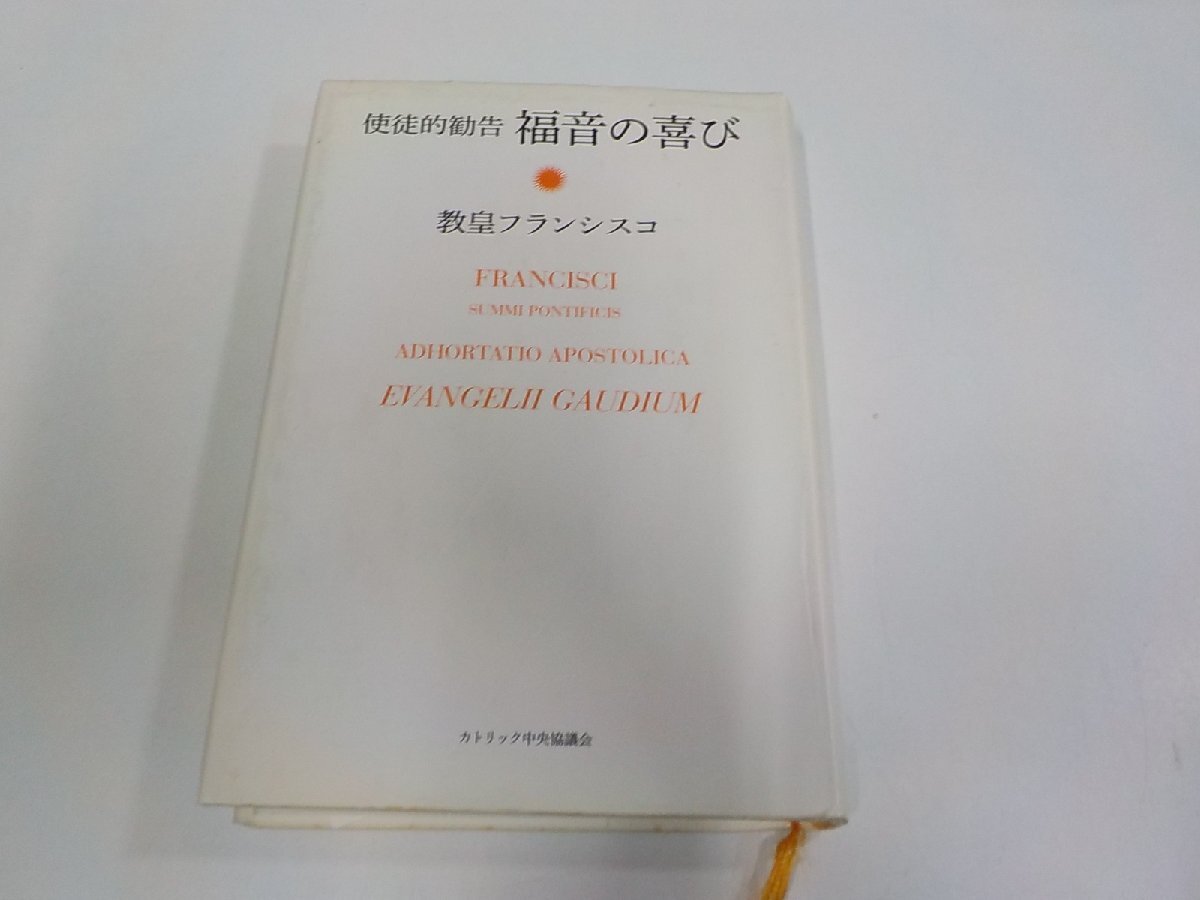 使徒的勧告 福音の喜び
教皇フランシスコ
FRANCISCI
SUMMI PONTIFICIS
ADHORTATIO APOSTOLICA
EVANGELII GAUDIUM
カトリック中央協議会